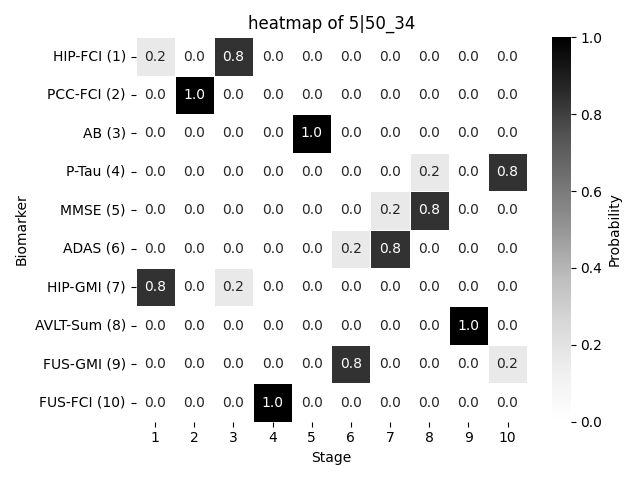 heatmap of 5|50_34
HIP-FCI (1) 0.2 0.0 0.8 0.0 0.0 0.0 0.0 0.0 0.0 0.0
PCC-FCI (2) 0.0 1.0 0.0 0.0 0.0 0.0 0.0 0.0 0.0 0.0
AB (3) 0.0 0.0 0.0 0.0 1.0 0.0 0.0 0.0 0.0 0.0
P-Tau (4) 0.0 0.0 0.0 0.0 0.0 0.0 0.0 0.2 0.0 0.8
MMSE (5) 0.0 0.0 0.0 0.0 0.0 0.0 0.2 0.8 0.0 0.0
ADAS (6) 0.0 0.0 0.0 0.0 0.0 0.2 0.8 0.0 0.0 0.0
HIP-GMI (7) 0.8 0.0 0.2 0.0 0.0 0.0 0.0 0.0 0.0 0.0
AVLT-Sum (8) 0.0 0.0 0.0 0.0 0.0 0.0 0.0 0.0 1.0 0.0
FUS-GMI (9) 0.0 0.0 0.0 0.0 0.0 0.8 0.0 0.0 0.0 0.2
FUS-FCI (10) 0.0 0.0 0.0 1.0 0.0 0.0 0.0 0.0 0.0 0.0
1 2 3 4 5 6 7 8 9 10
Stage
Biomarker
1.0
0.8
0.6
0.4
0.2
0.0
Probability